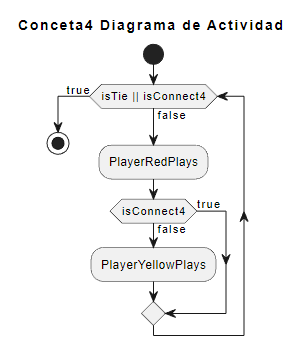 Conceta4 Diagrama de Actividad
true
isTie || isConnect4
false
PlayerRedPlays
isConnect4
true
false
PlayerYellowPlays